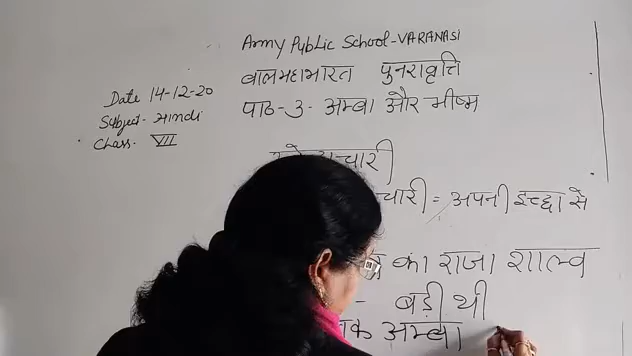 Army Public School-VARANASI
बालमहाभारत पुनरावृत्ति
पाठ-3- अम्बा और भीष्म
Date 14-12-20
Subject- हिन्दी
Class- VII
चारी = अपनी इच्छा से
का राजा शाल्व
- बड़ी थी
अम्बा